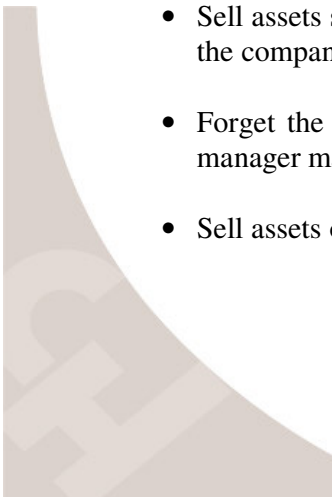 • Sell assets
the compan
• Forget the
manager m
• Sell assets